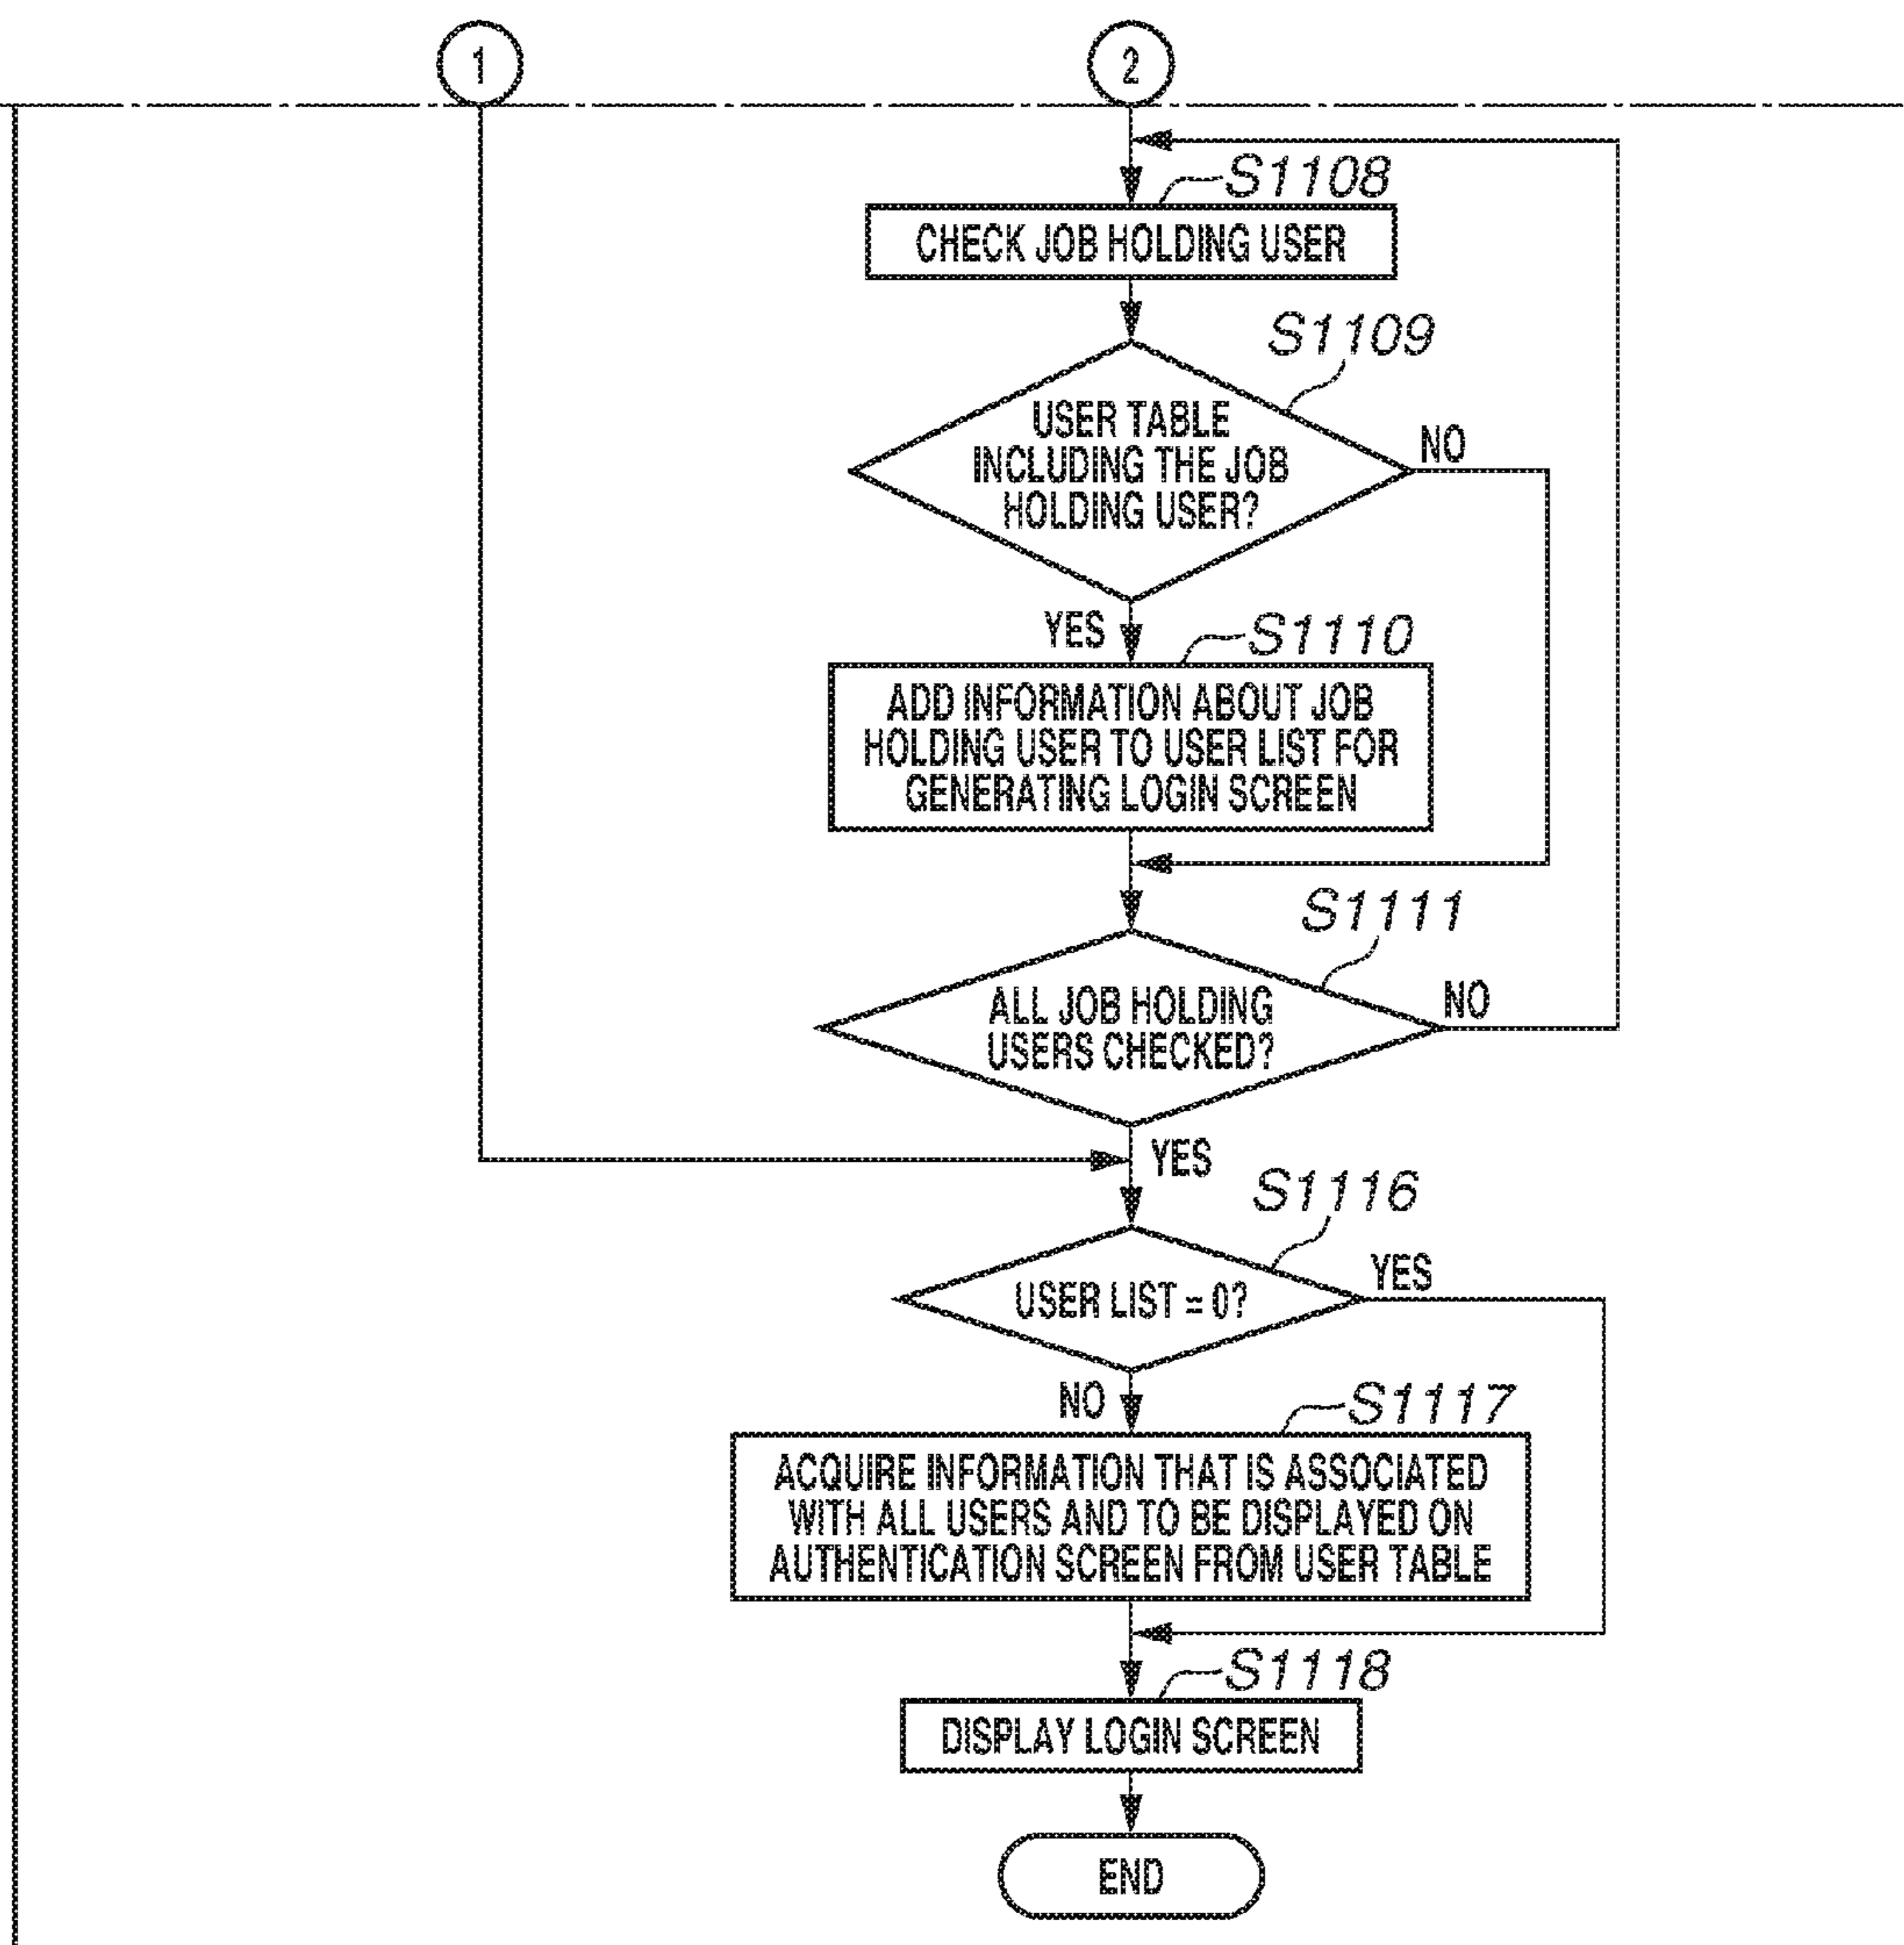 1
2
S1108
CHECK JOB HOLDING USER
S1109
USER TABLE
INCLUDING THE JOB
HOLDING USER?
NO
YES
S1110
ADD INFORMATION ABOUT JOB
HOLDING USER TO USER LIST FOR
GENERATING LOGIN SCREEN
S1111
ALL JOB HOLDING
USERS CHECKED?
NO
YES
S1116
USER LIST = 0?
YES
NO
S1117
ACQUIRE INFORMATION THAT IS ASSOCIATED
WITH ALL USERS AND TO BE DISPLAYED ON
AUTHENTICATION SCREEN FROM USER TABLE
S1118
DISPLAY LOGIN SCREEN
END